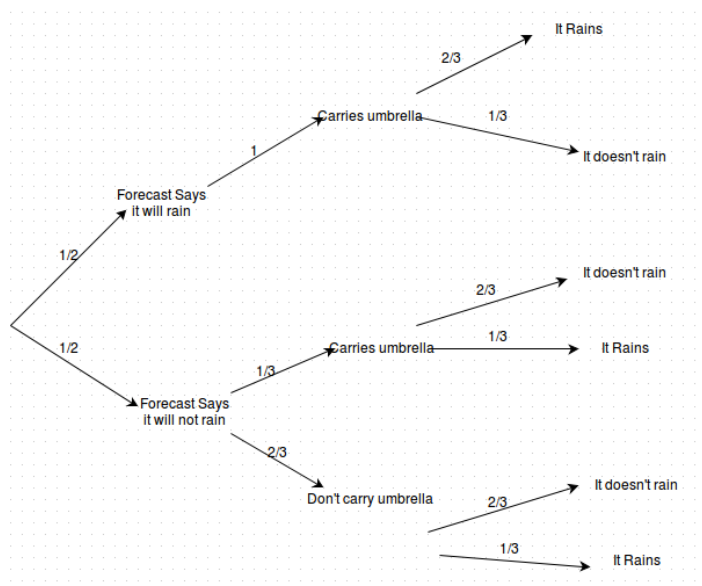 It Rains
2/3
Carries umbrella
1/3
It doesn't rain
1
Forecast Says
it will rain
1/2
It doesn't rain
2/3
1/3
1/2
Carries umbrella
It Rains
1/3
Forecast Says
it will not rain
2/3
It doesn't rain
Don't carry umbrella
2/3
1/3
It Rains